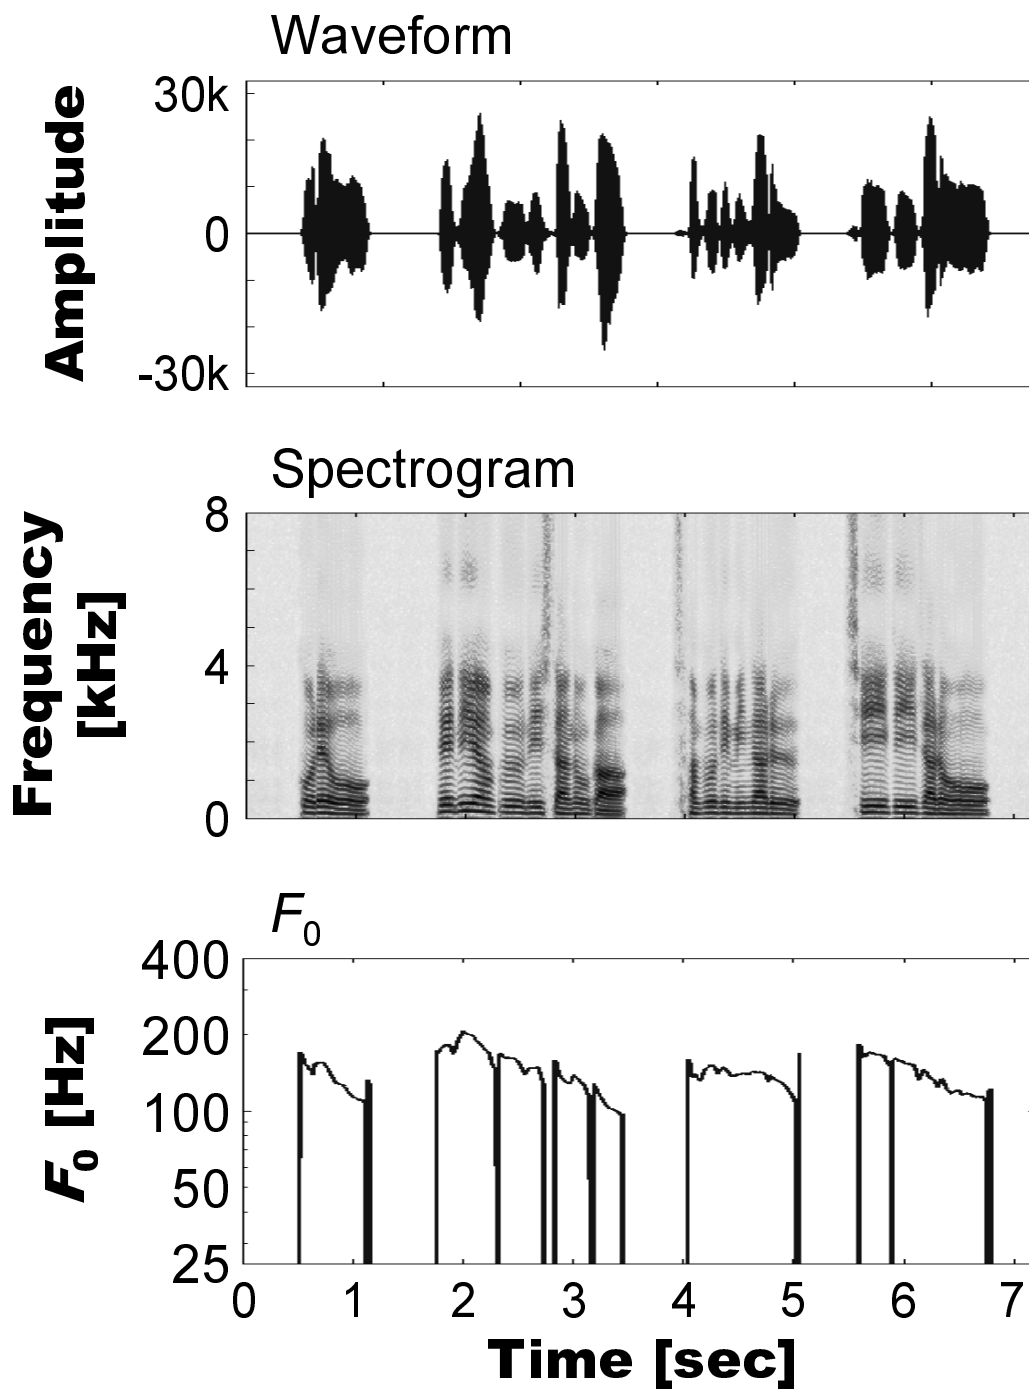 Waveform
Amplitude
30k
0
-30k
Spectrogram
Frequency
[kHz]
8
4
0
F0
F0 [Hz]
400
200
100
50
25
0 1 2 3 4 5 6 7
Time [sec]